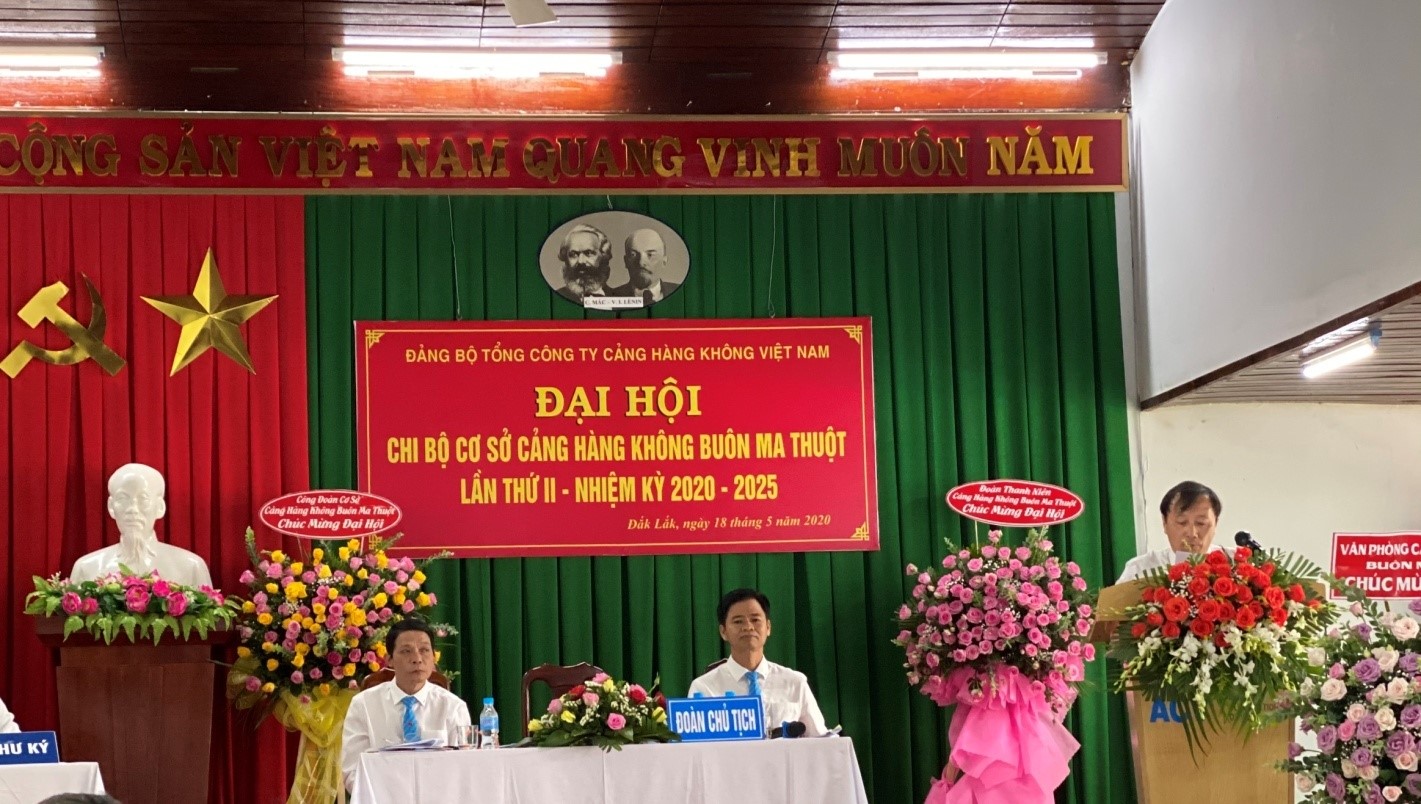 CỘNG SẢN VIỆT NAM QUANG VINH MUÔN NĂM
C. MÁC - V. I. LÊNIN
ĐẢNG BỘ TỔNG CÔNG TY CẢNG HÀNG KHÔNG VIỆT NAM
ĐẠI HỘI
CHI BỘ CƠ SỞ CẢNG HÀNG KHÔNG BUÔN MA THUỘT
LẦN THỨ II - NHIỆM KỲ 2020 - 2025
Đắk Lắk, ngày 18 tháng 5 năm 2020
Công Đoàn Cơ Sở
Cảng Hàng Không Buôn Ma Thuột
Chúc Mừng Đại Hội
Đoàn Thanh Niên
Cảng Hàng Không Buôn Ma Thuột
Chúc Mừng Đại Hội
VĂN PHÒNG
BUÔN
CHÚC
ĐOÀN CHỦ TỊCH
KÝ